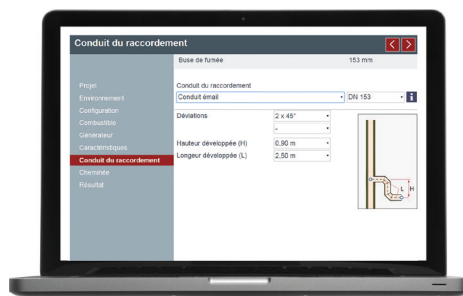 Conduit du raccordement
< >
Buse de fumée 153 mm
Projet
Environnement
Configuration
Combustible
Générateur
Caractéristiques
Conduit du raccordement
Cheminée
Résultat
Conduit du raccordement
Conduit émail DN 153 i
Déviations 2 x 45°
-
Hauteur développée (H) 0,90 m
Longeur développée (L) 2,50 m
L H